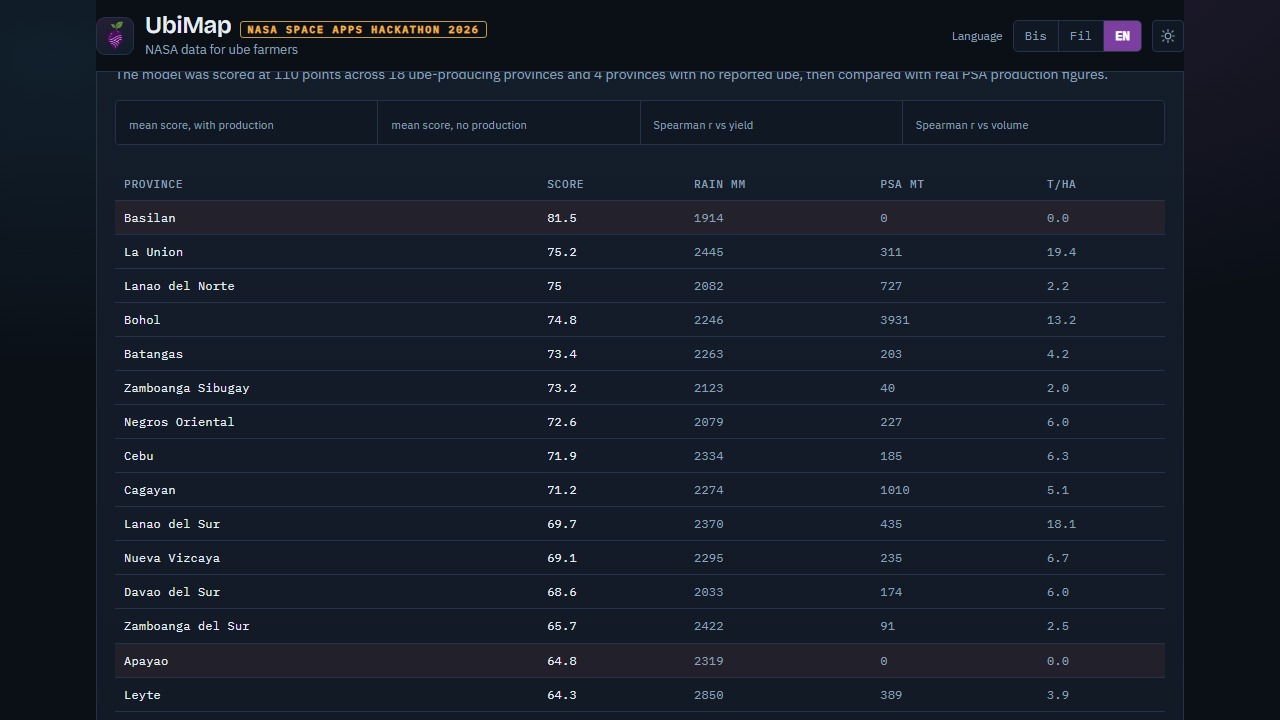 UbiMap NASA SPACE APPS HACKATHON 2026
NASA data for ube farmers
Language Bis Fil EN
The model was scored at 110 points across 18 ube-producing provinces and 4 provinces with no reported ube, then compared with real PSA production figures.
mean score, with production mean score, no production Spearman r vs yield Spearman r vs volume
PROVINCE SCORE RAIN MM PSA MT T/HA
Basilan 81.5 1914 0 0.0
La Union 75.2 2445 311 19.4
Lanao del Norte 75 2082 727 2.2
Bohol 74.8 2246 3931 13.2
Batangas 73.4 2263 203 4.2
Zamboanga Sibugay 73.2 2123 40 2.0
Negros Oriental 72.6 2079 227 6.0
Cebu 71.9 2334 185 6.3
Cagayan 71.2 2274 1010 5.1
Lanao del Sur 69.7 2370 435 18.1
Nueva Vizcaya 69.1 2295 235 6.7
Davao del Sur 68.6 2033 174 6.0
Zamboanga del Sur 65.7 2422 91 2.5
Apayao 64.8 2319 0 0.0
Leyte 64.3 2850 389 3.9